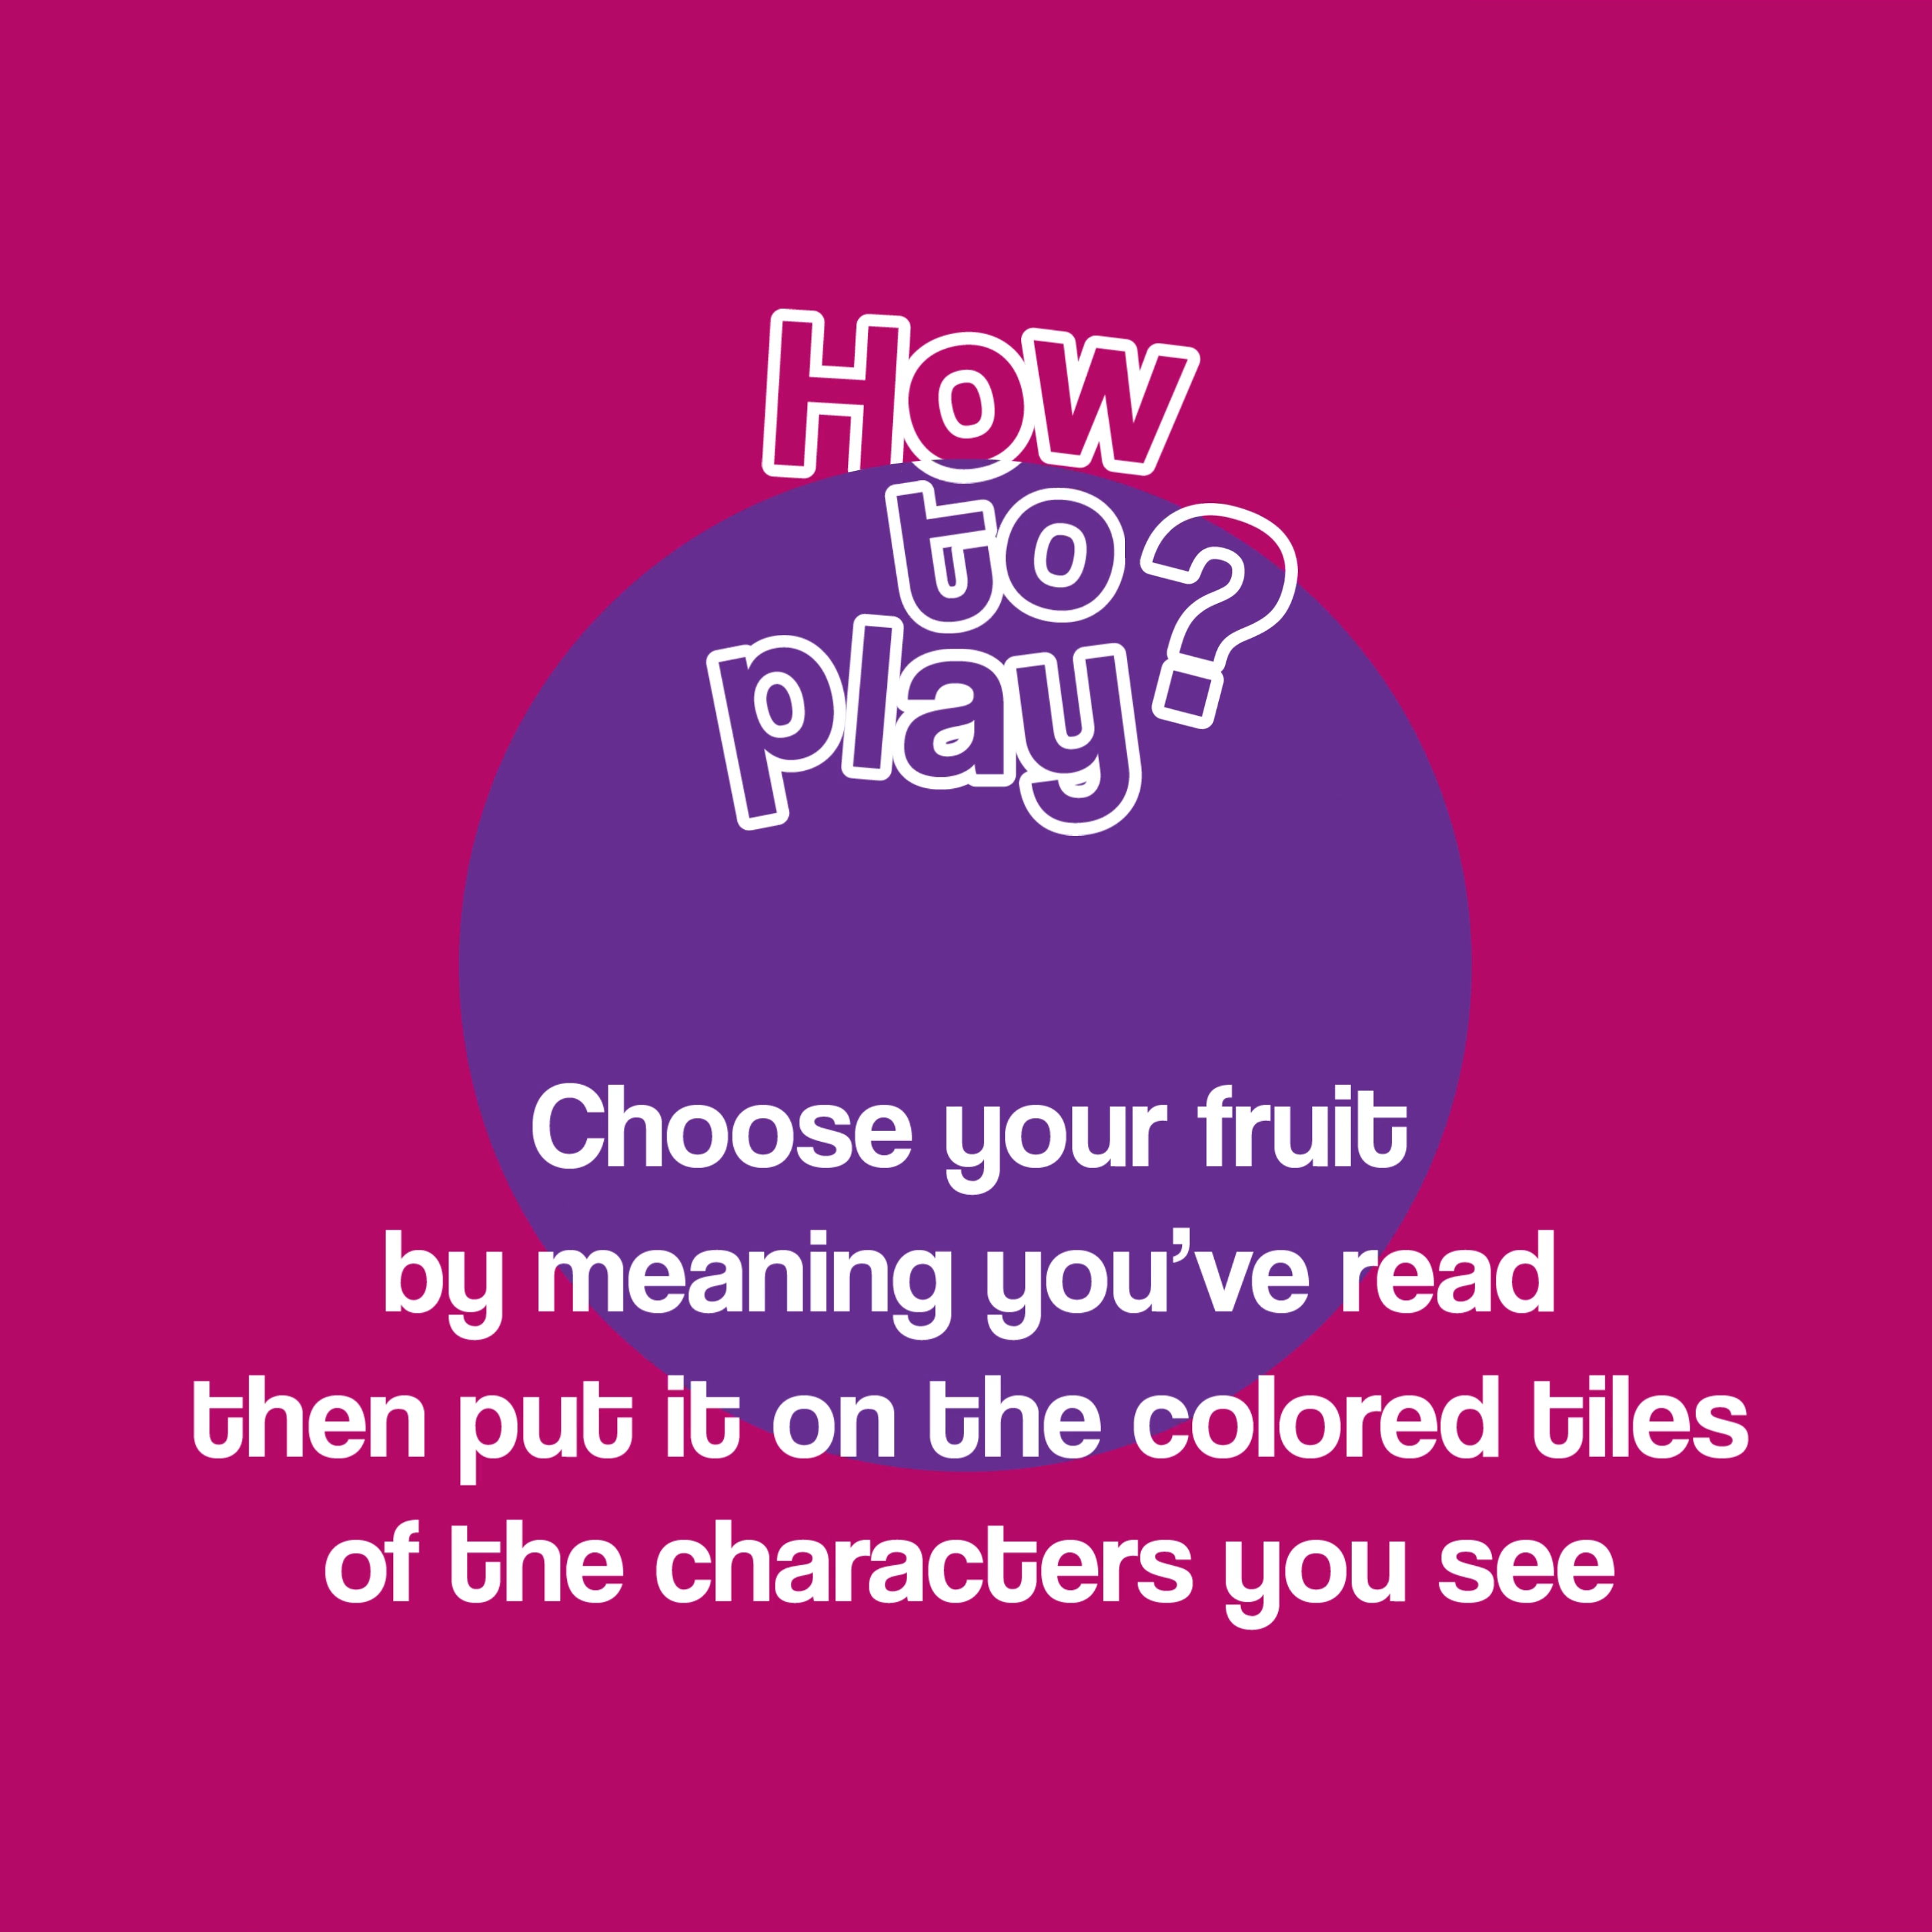 How
to
play?
Choose your fruit
by meaning you've read
then put it on the colored tiles
of the characters you see